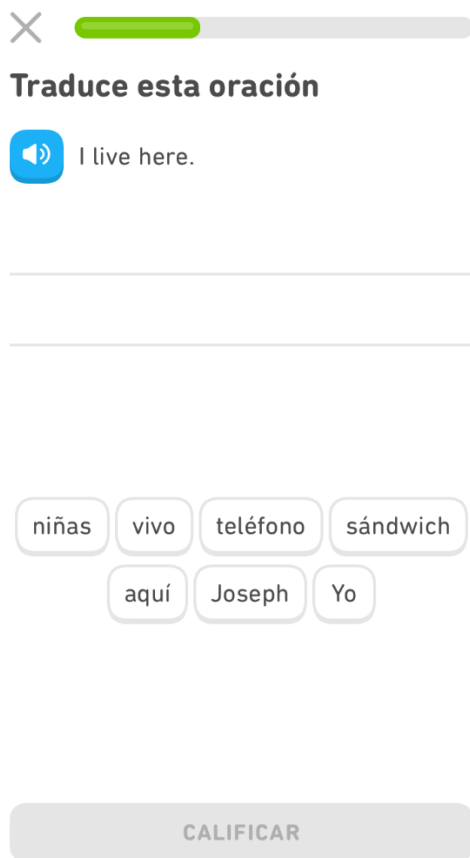 Traduce esta oración
I live here.
niñas vivo teléfono sándwich
aquí Joseph Yo
CALIFICAR